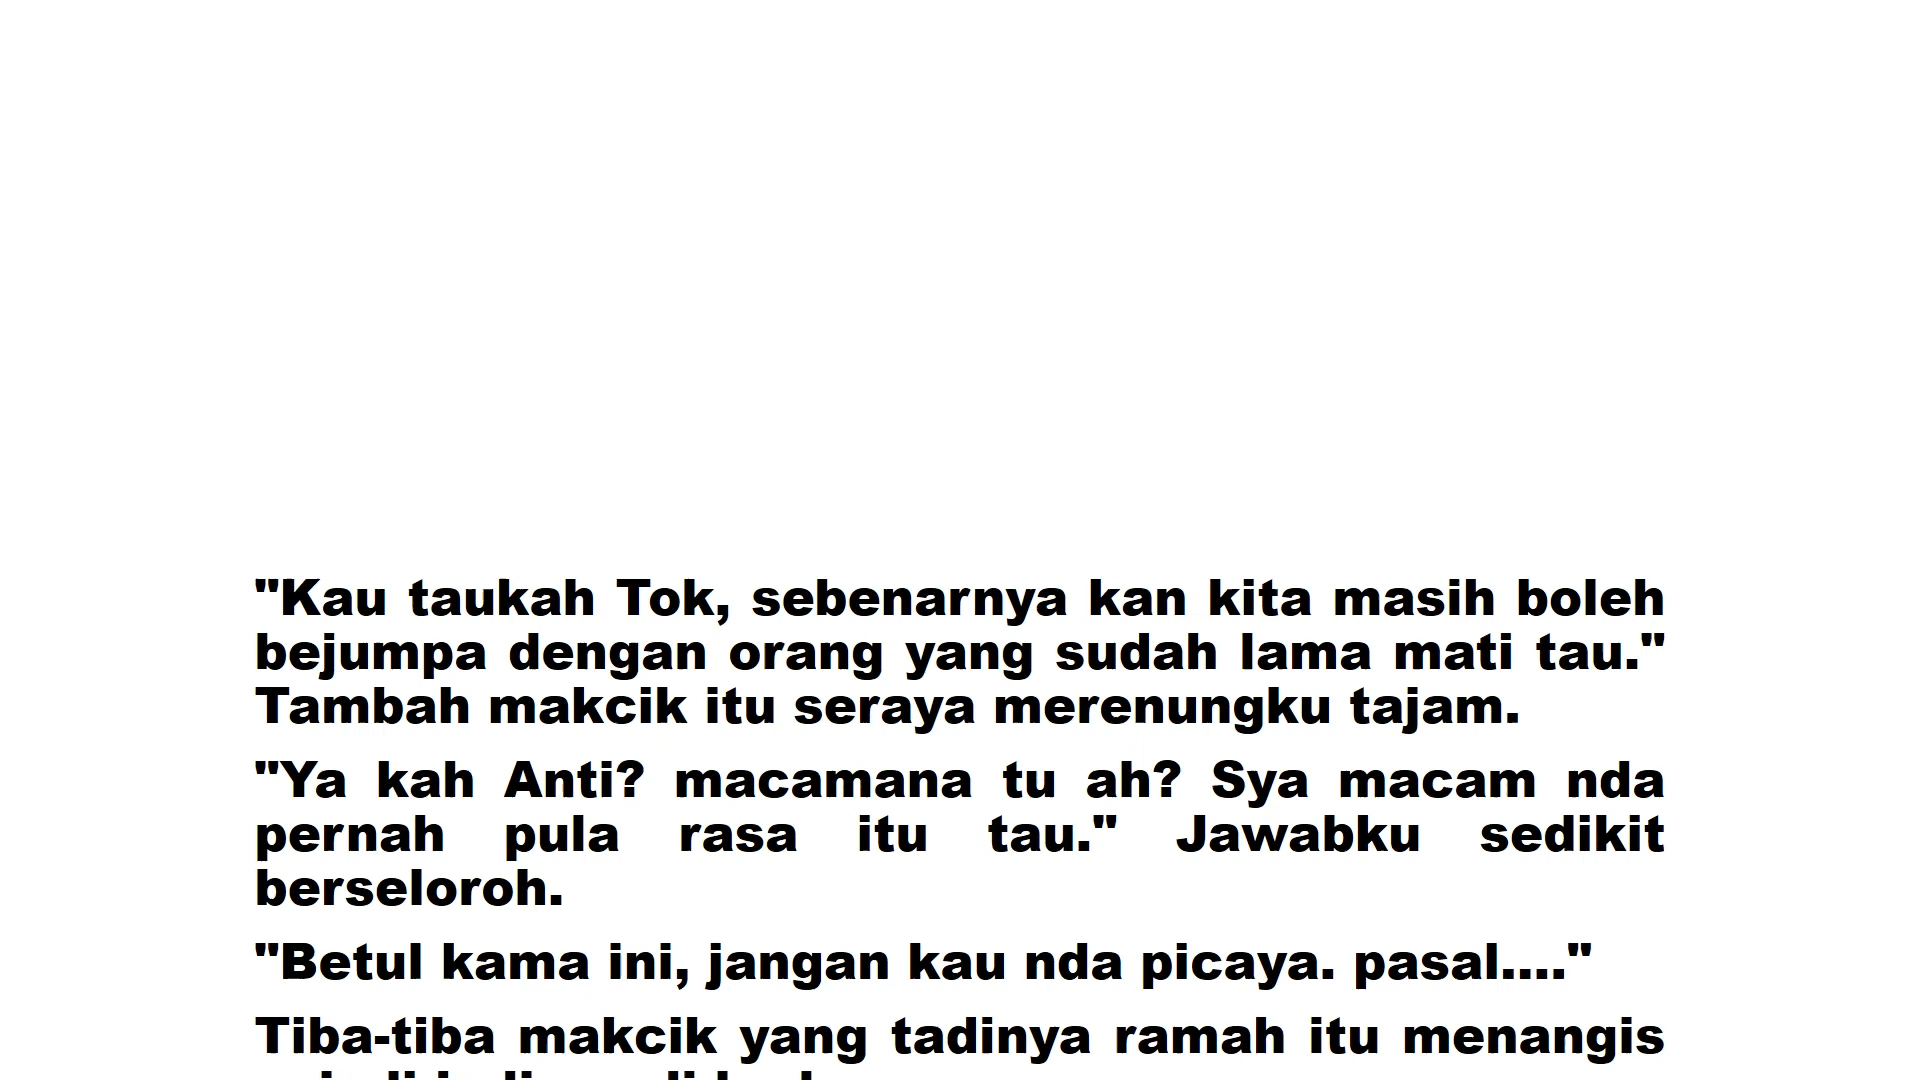 "Kau taukah Tok, sebenarnya kan kita masih boleh
bejumpa dengan orang yang sudah lama mati tau."
Tambah makcik itu seraya merenungku tajam.
"Ya kah Anti? macamana tu ah? Sya macam nda
pernah pula rasa itu tau." Jawabku sedikit
berseloroh.
"Betul kama ini, jangan kau nda picaya. pasal...."
Tiba-tiba makcik yang tadinya ramah itu menangis